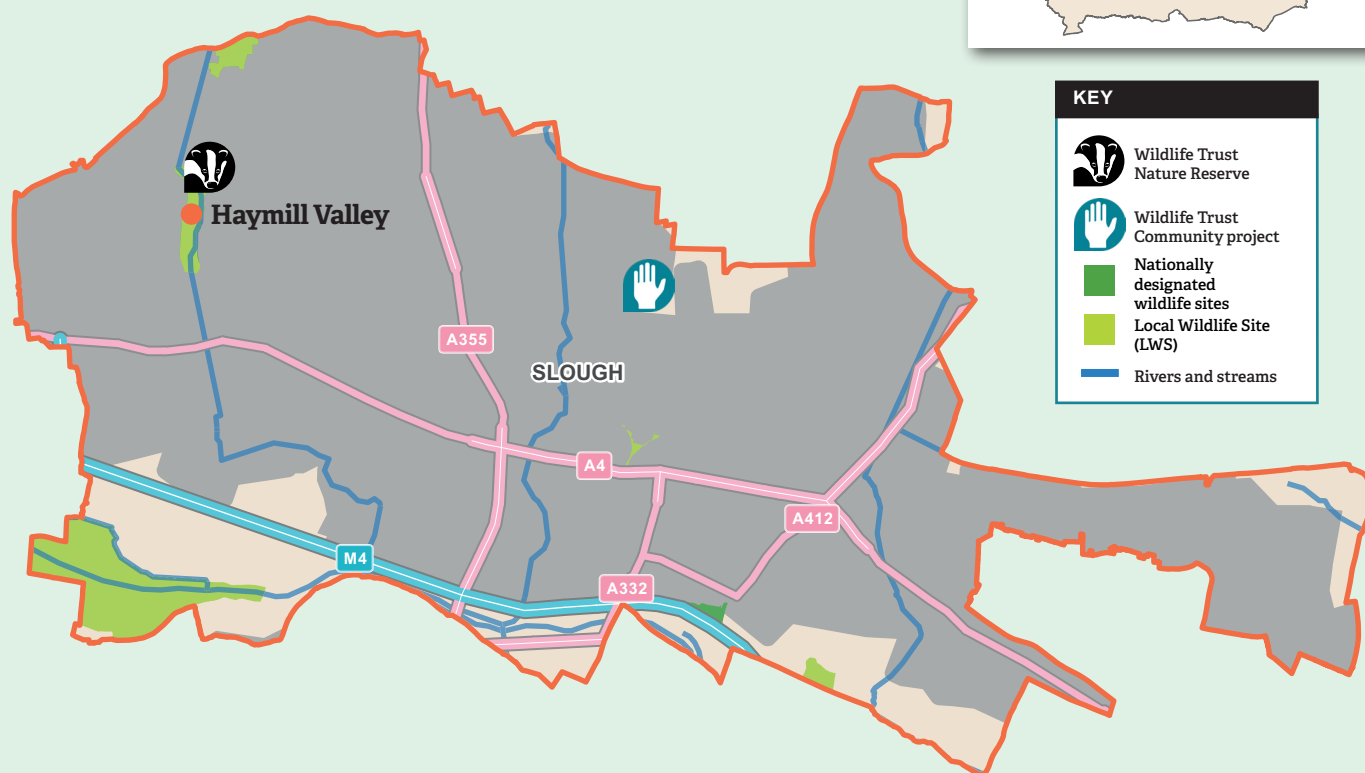 KEY
Wildlife Trust
Nature Reserve
Wildlife Trust
Community project
Nationally
designated
wildlife sites
Local Wildlife Site
(LWS)
Rivers and streams
Haymill Valley
A355
SLOUGH
A4
A412
M4
A332